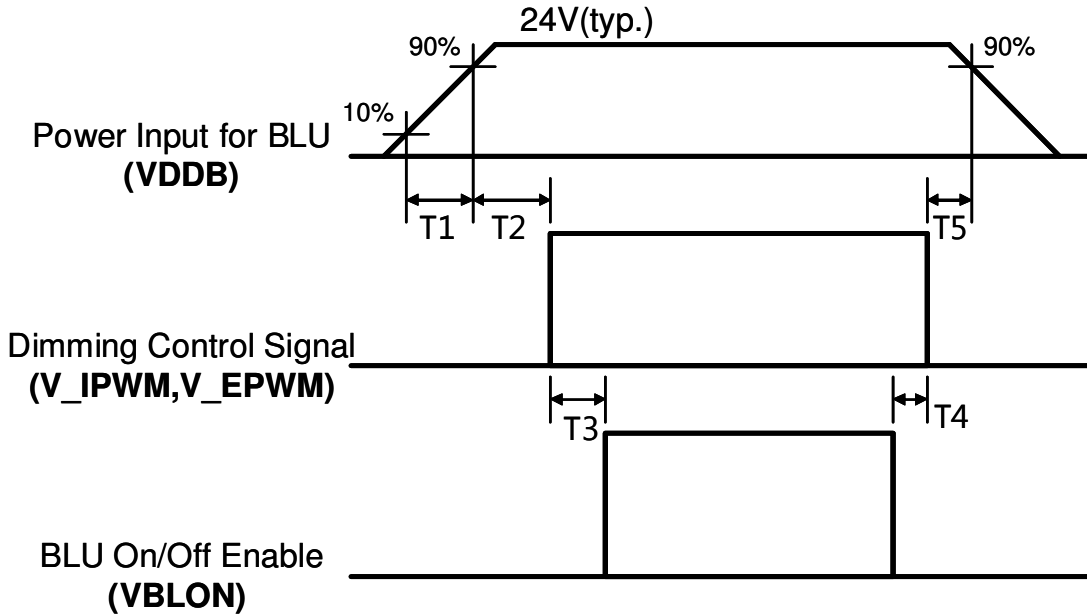 24V(typ.)
90%
90%
10%
Power Input for BLU
(VDDB)
T1
T2
T5
Dimming Control Signal
(V_IPWM,V_EPWM)
T3
T4
BLU On/Off Enable
(VBLON)